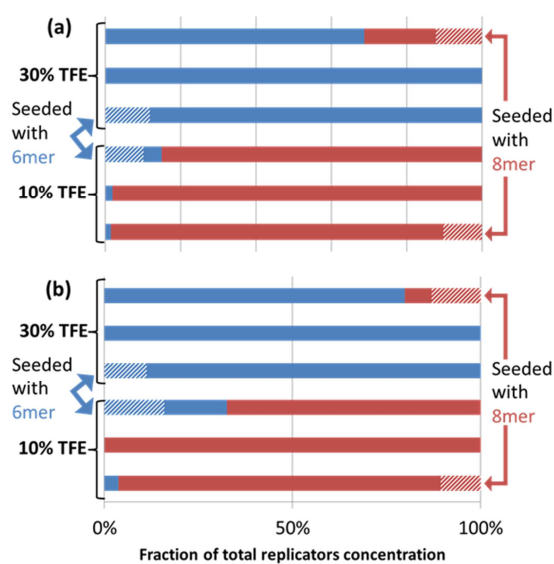 (a)
30% TFE
Seeded
with
6mer
10% TFE
Seeded
with
8mer
(b)
30% TFE
Seeded
with
6mer
10% TFE
Seeded
with
8mer
0%
50%
100%
Fraction of total replicators concentration